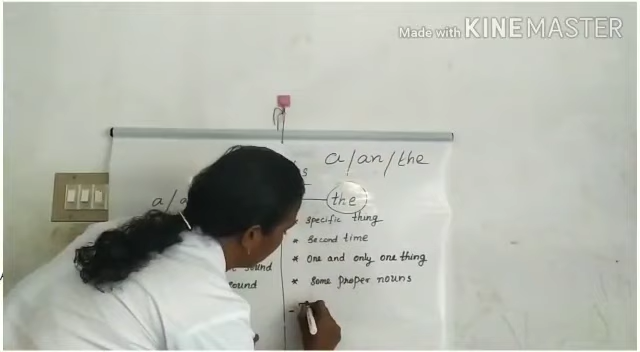 Made with KINEMASTER
a/an/the
the
* specific thing
* Second time
* One and only one thing
sound
* Some proper nouns
sound